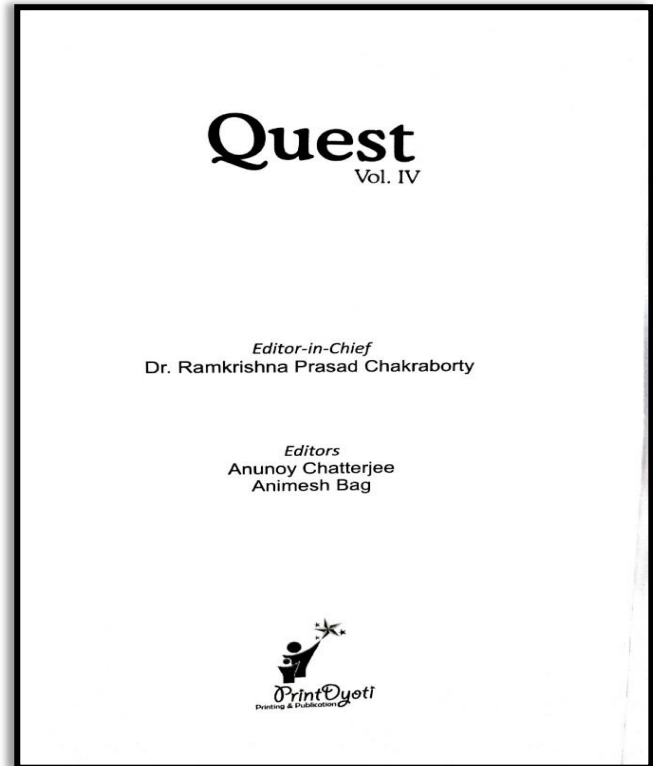 Quest
Vol. IV
Editor-in-Chief
Dr. Ramkrishna Prasad Chakraborty
Editors
Anunoy Chatterjee
Animesh Bag
PrintDyoti
Printing & Publication